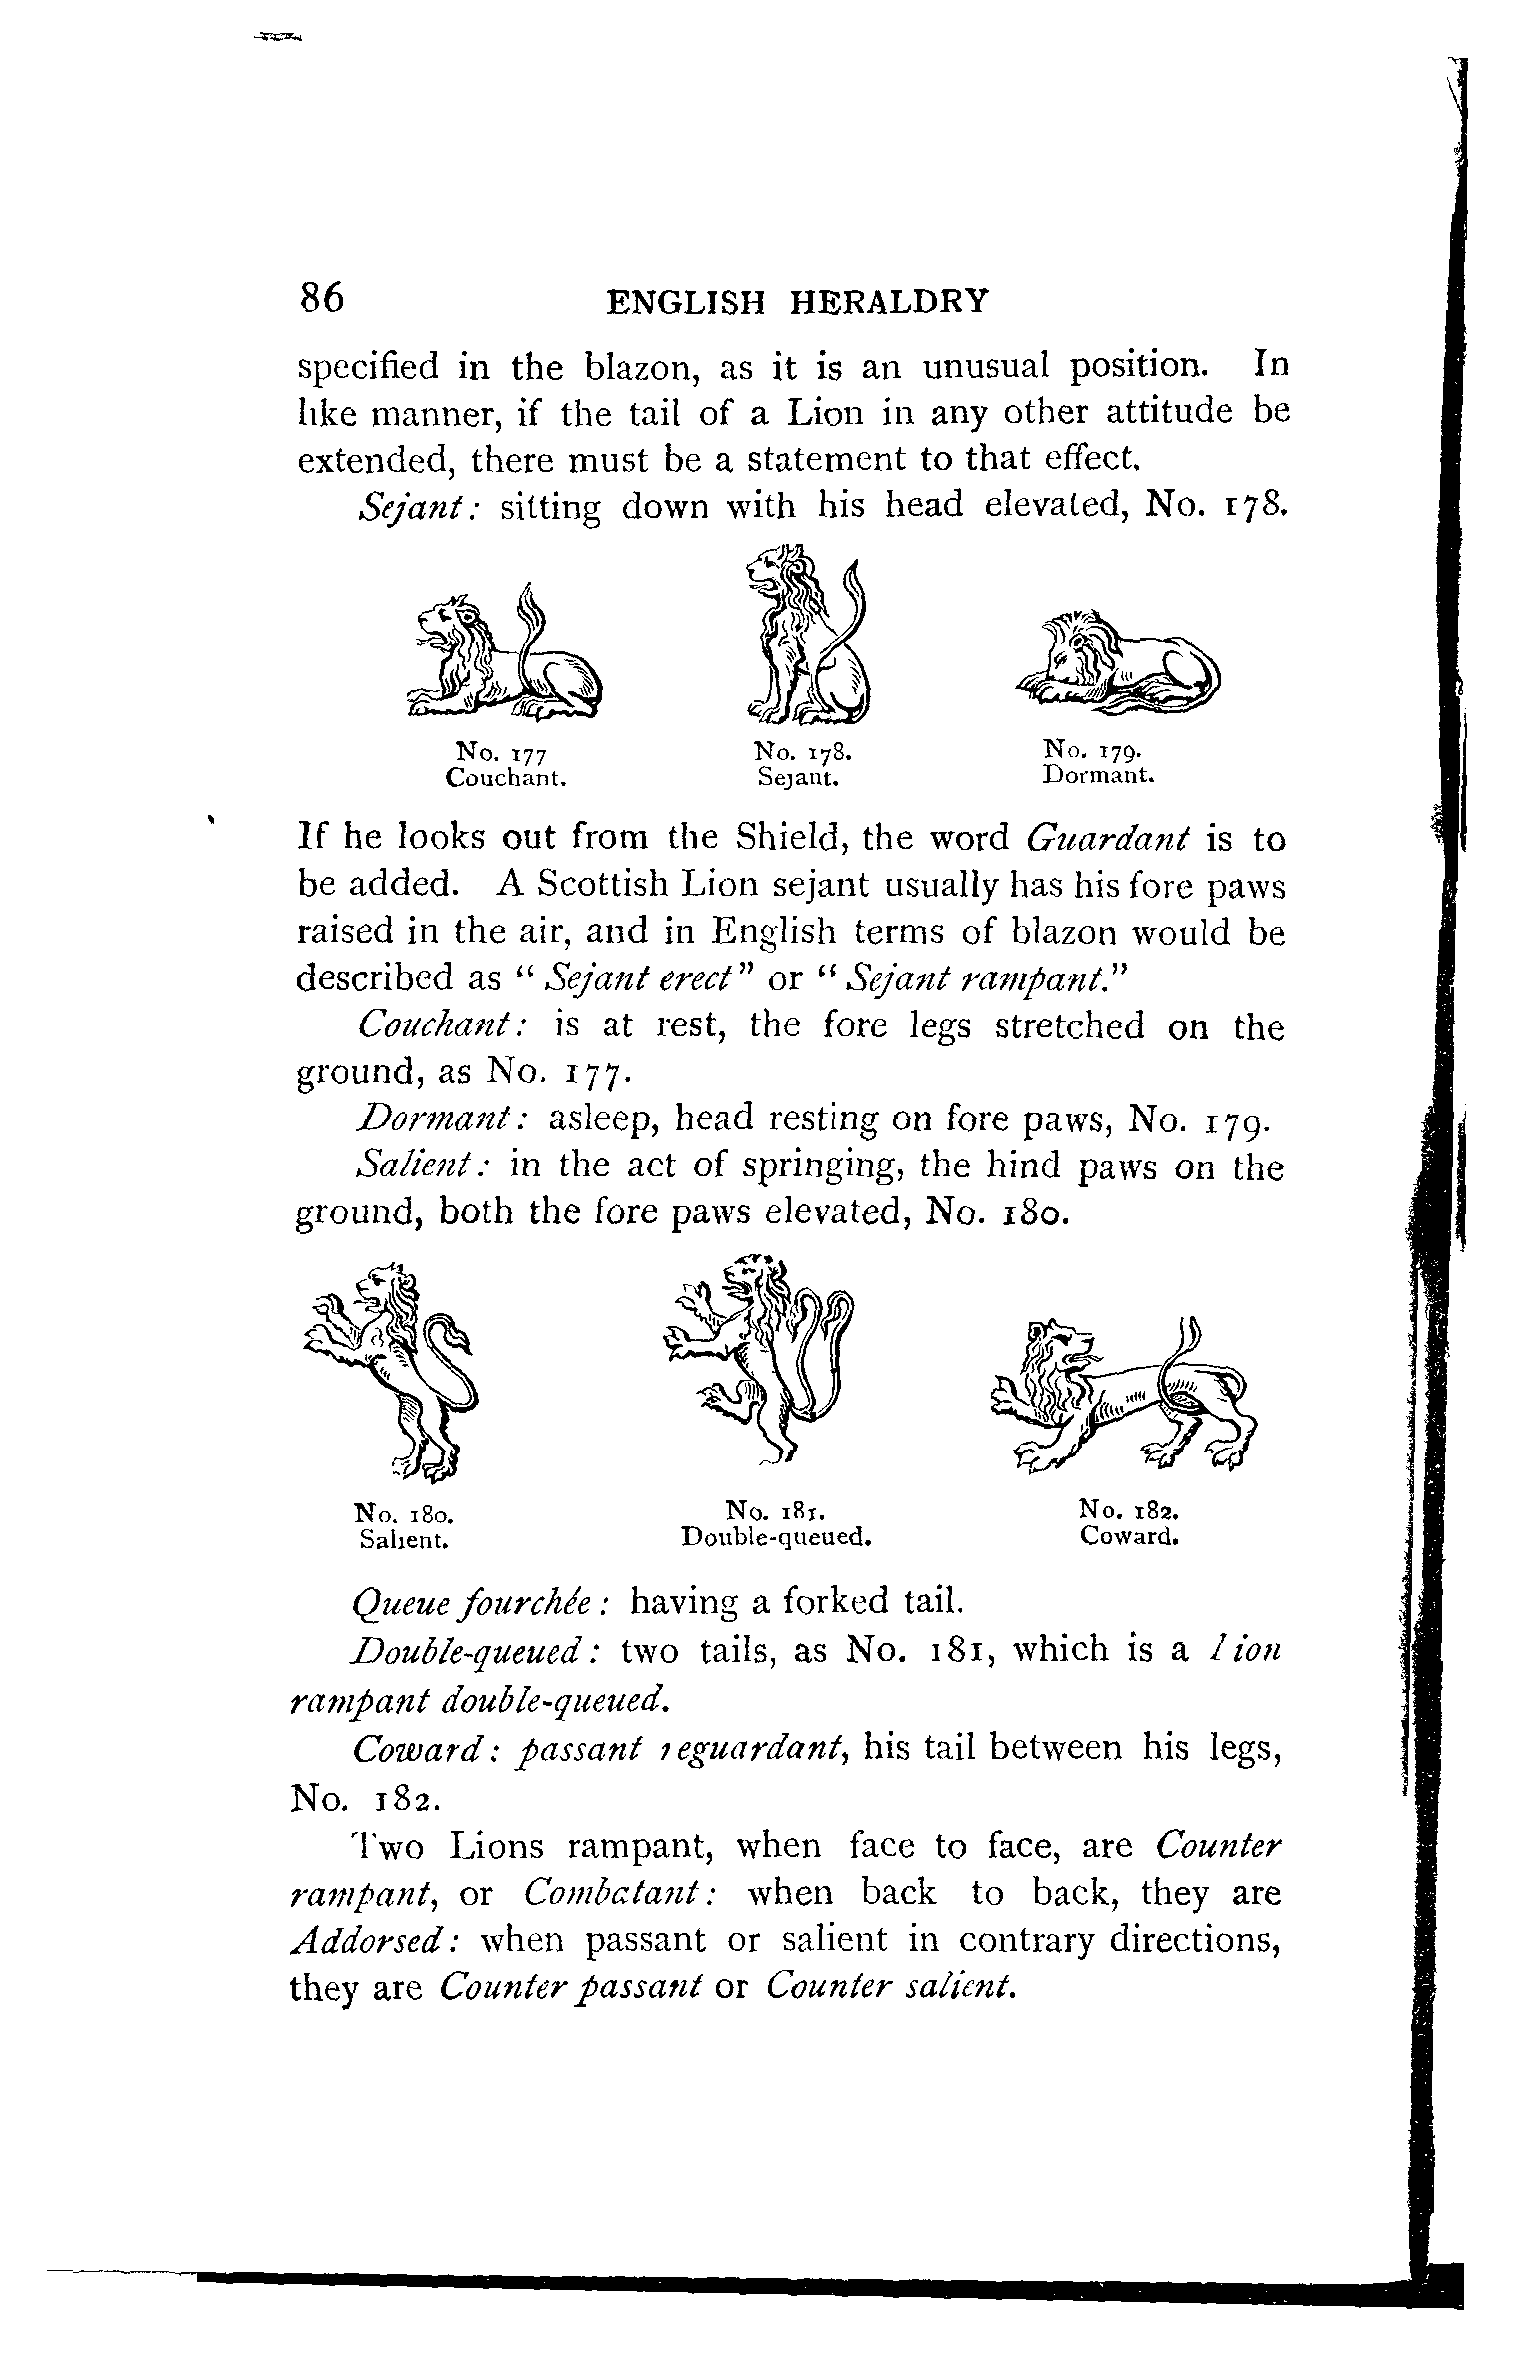 86 ENGLISH HERALDRY
specified in the blazon, as it is an unusual position. In
like manner, if the tail of a Lion in any other attitude be
extended, there must be a statement to that effect.
Sejant: sitting down with his head elevated, No. 178.
No. 177 No. 178. No. 179.
Couchant. Sejant. Dormant.
If he looks out from the Shield, the word Guardant is to
be added. A Scottish Lion sejant usually has his fore paws
raised in the air, and in English terms of blazon would be
described as “Sejant erect” or “Sejant rampant.”
Couchant: is at rest, the fore legs stretched on the
ground, as No. 177.
Dormant: asleep, head resting on fore paws, No. 179.
Salient: in the act of springing, the hind paws on the
ground, both the fore paws elevated, No. 180.
No. 180. No. 181. No. 182.
Salient. Double-queued. Coward.
Queue fourchée: having a forked tail.
Double-queued: two tails, as No. 181, which is a lion
rampant double-queued.
Coward: passant reguardant, his tail between his legs,
No. 182.
Two Lions rampant, when face to face, are Counter
rampant, or Combatant: when back to back, they are
Addorsed: when passant or salient in contrary directions,
they are Counter passant or Counter salient.